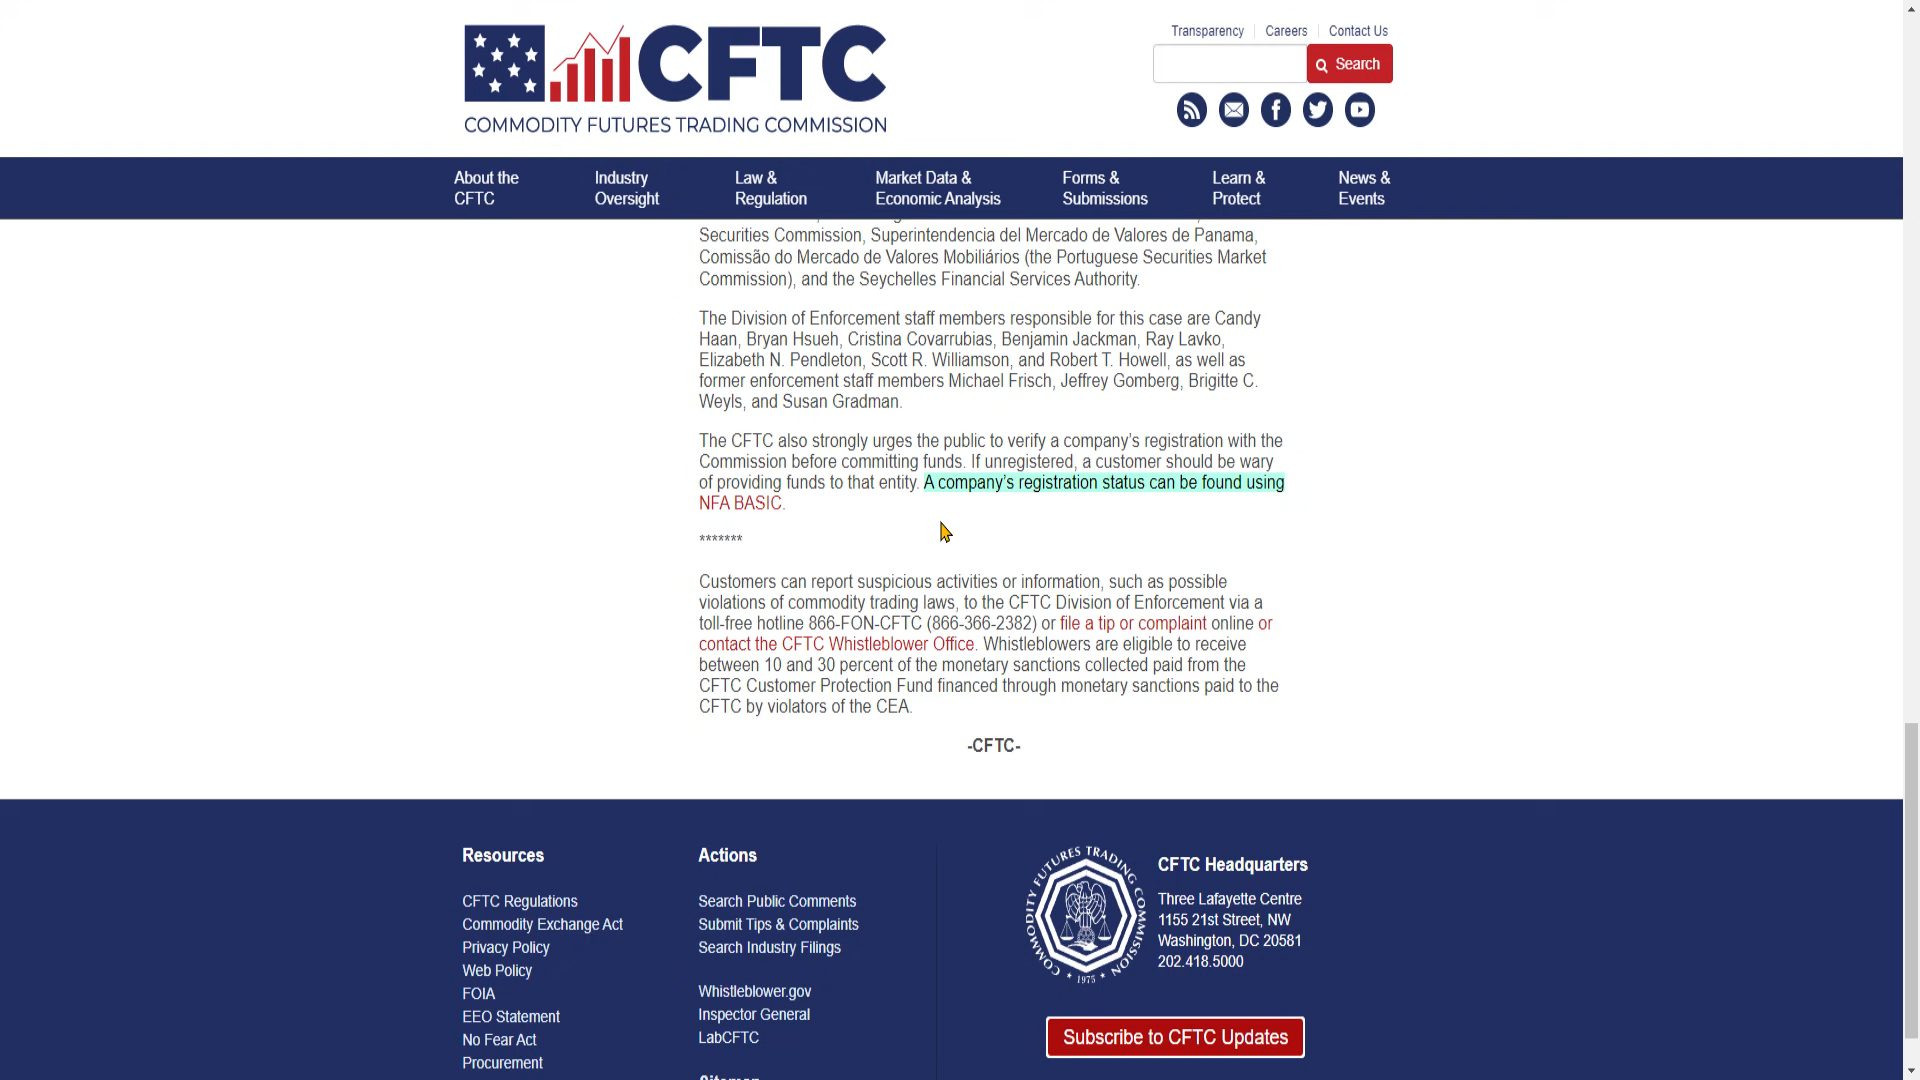 CFTC
COMMODITY FUTURES TRADING COMMISSION
Transparency
Careers
Contact Us
Search
About the
CFTC
Industry
Oversight
Law &
Regulation
Market Data &
Economic Analysis
Forms &
Submissions
Learn &
Protect
News &
Events
Securities Commission, Superintendencia del Mercado de Valores de Panama,
Comissão do Mercado de Valores Mobiliários (the Portuguese Securities Market
Commission), and the Seychelles Financial Services Authority.
The Division of Enforcement staff members responsible for this case are Candy
Haan, Bryan Hsueh, Cristina Covarrubias, Benjamin Jackman, Ray Lavko,
Elizabeth N. Pendleton, Scott R. Williamson, and Robert T. Howell, as well as
former enforcement staff members Michael Frisch, Jeffrey Gomberg, Brigitte C.
Weyls, and Susan Gradman.
The CFTC also strongly urges the public to verify a company's registration with the
Commission before committing funds. If unregistered, a customer should be wary
of providing funds to that entity. A company's registration status can be found using
NFA BASIC.
*******
Customers can report suspicious activities or information, such as possible
violations of commodity trading laws, to the CFTC Division of Enforcement via a
toll-free hotline 866-FON-CFTC (866-366-2382) or file a tip or complaint online or
contact the CFTC Whistleblower Office. Whistleblowers are eligible to receive
between 10 and 30 percent of the monetary sanctions collected paid from the
CFTC Customer Protection Fund financed through monetary sanctions paid to the
CFTC by violators of the CEA.
-CFTC-
Resources
CFTC Regulations
Commodity Exchange Act
Privacy Policy
Web Policy
FOIA
EEO Statement
No Fear Act
Procurement
Actions
Search Public Comments
Submit Tips & Complaints
Search Industry Filings
Whistleblower.gov
Inspector General
LabCFTC
Sitemap
COMMODITY FUTURES TRADING COMMISSION
1975
CFTC Headquarters
Three Lafayette Centre
1155 21st Street, NW
Washington, DC 20581
202.418.5000
Subscribe to CFTC Updates